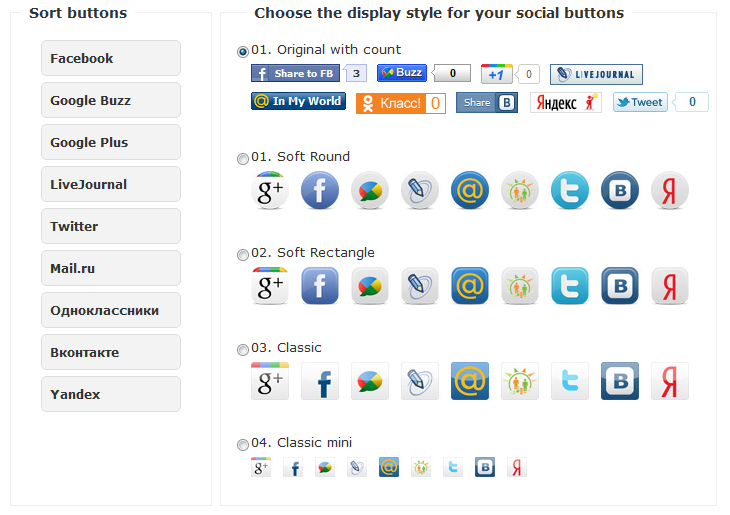 Sort buttons
Facebook
Google Buzz
Google Plus
LiveJournal
Twitter
Mail.ru
Одноклассники
Вконтакте
Yandex
Choose the display style for your social buttons
01. Original with count
f Share to FB 3 Buzz 0 +1 0 LIVEJOURNAL
@ In My World Класс! 0 Share B Яндекс Tweet 0
01. Soft Round
g+ f @ t B Я
02. Soft Rectangle
g+ f @ t B Я
03. Classic
g+ f @ t B Я
04. Classic mini
g+ f @ t B Я